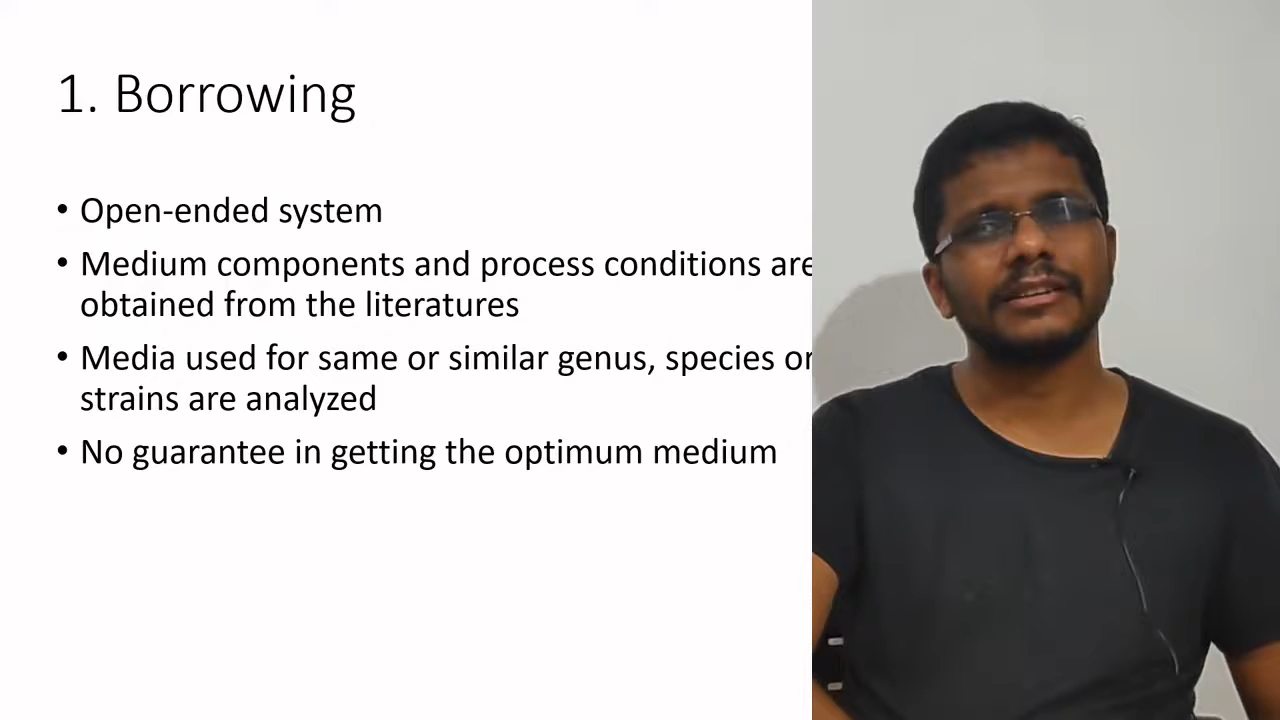 1. Borrowing
• Open-ended system
• Medium components and process conditions are
obtained from the literatures
• Media used for same or similar genus, species or
strains are analyzed
• No guarantee in getting the optimum medium